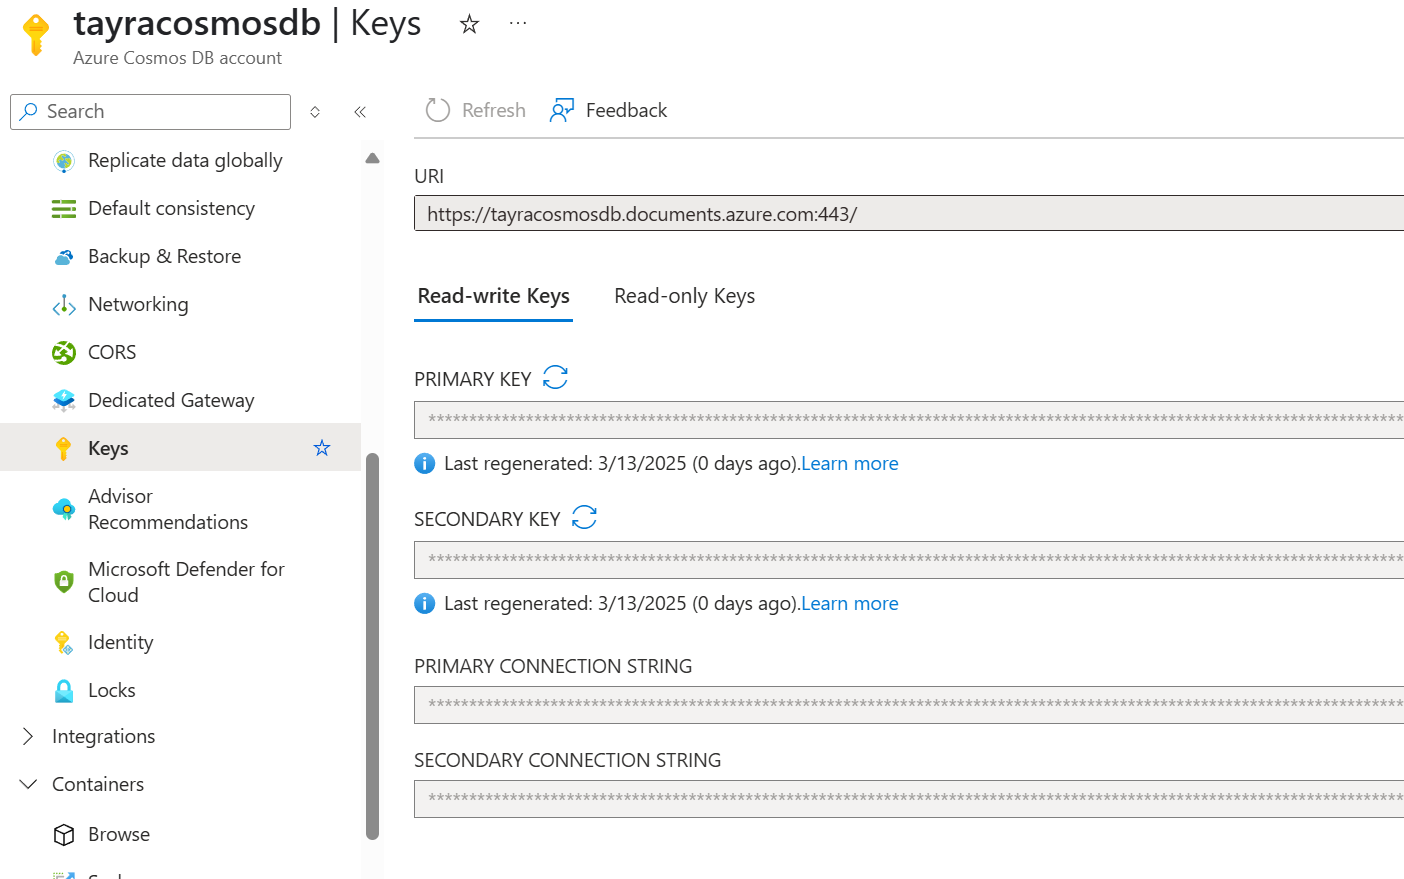 tayracosmosdb | Keys
Azure Cosmos DB account
Search
Replicate data globally
Default consistency
Backup & Restore
Networking
CORS
Dedicated Gateway
Keys
Advisor
Recommendations
Microsoft Defender for
Cloud
Identity
Locks
Integrations
Containers
Browse
Refresh
Feedback
URI
https://tayracosmosdb.documents.azure.com:443/
Read-write Keys
Read-only Keys
PRIMARY KEY
Last regenerated: 3/13/2025 (0 days ago).Learn more
SECONDARY KEY
Last regenerated: 3/13/2025 (0 days ago).Learn more
PRIMARY CONNECTION STRING
SECONDARY CONNECTION STRING